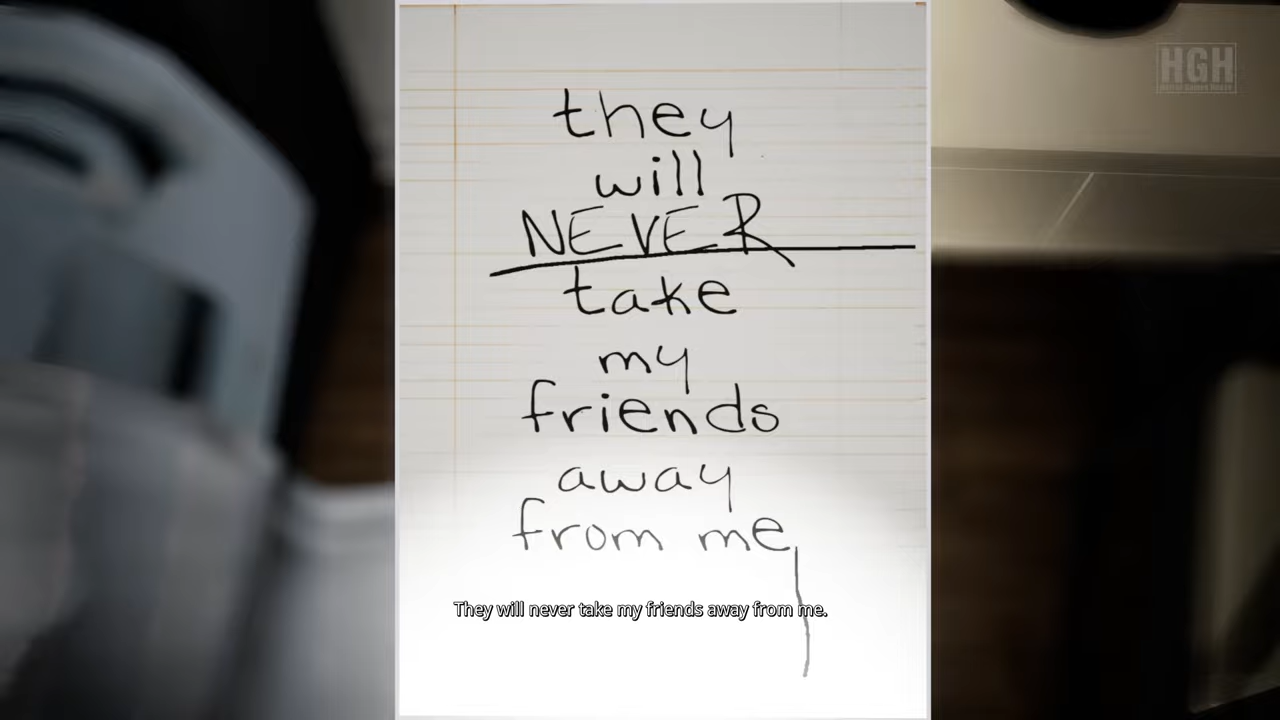 HGH
they
will
NEVER
take
my
friends
away
from me
They will never take my friends away from me.